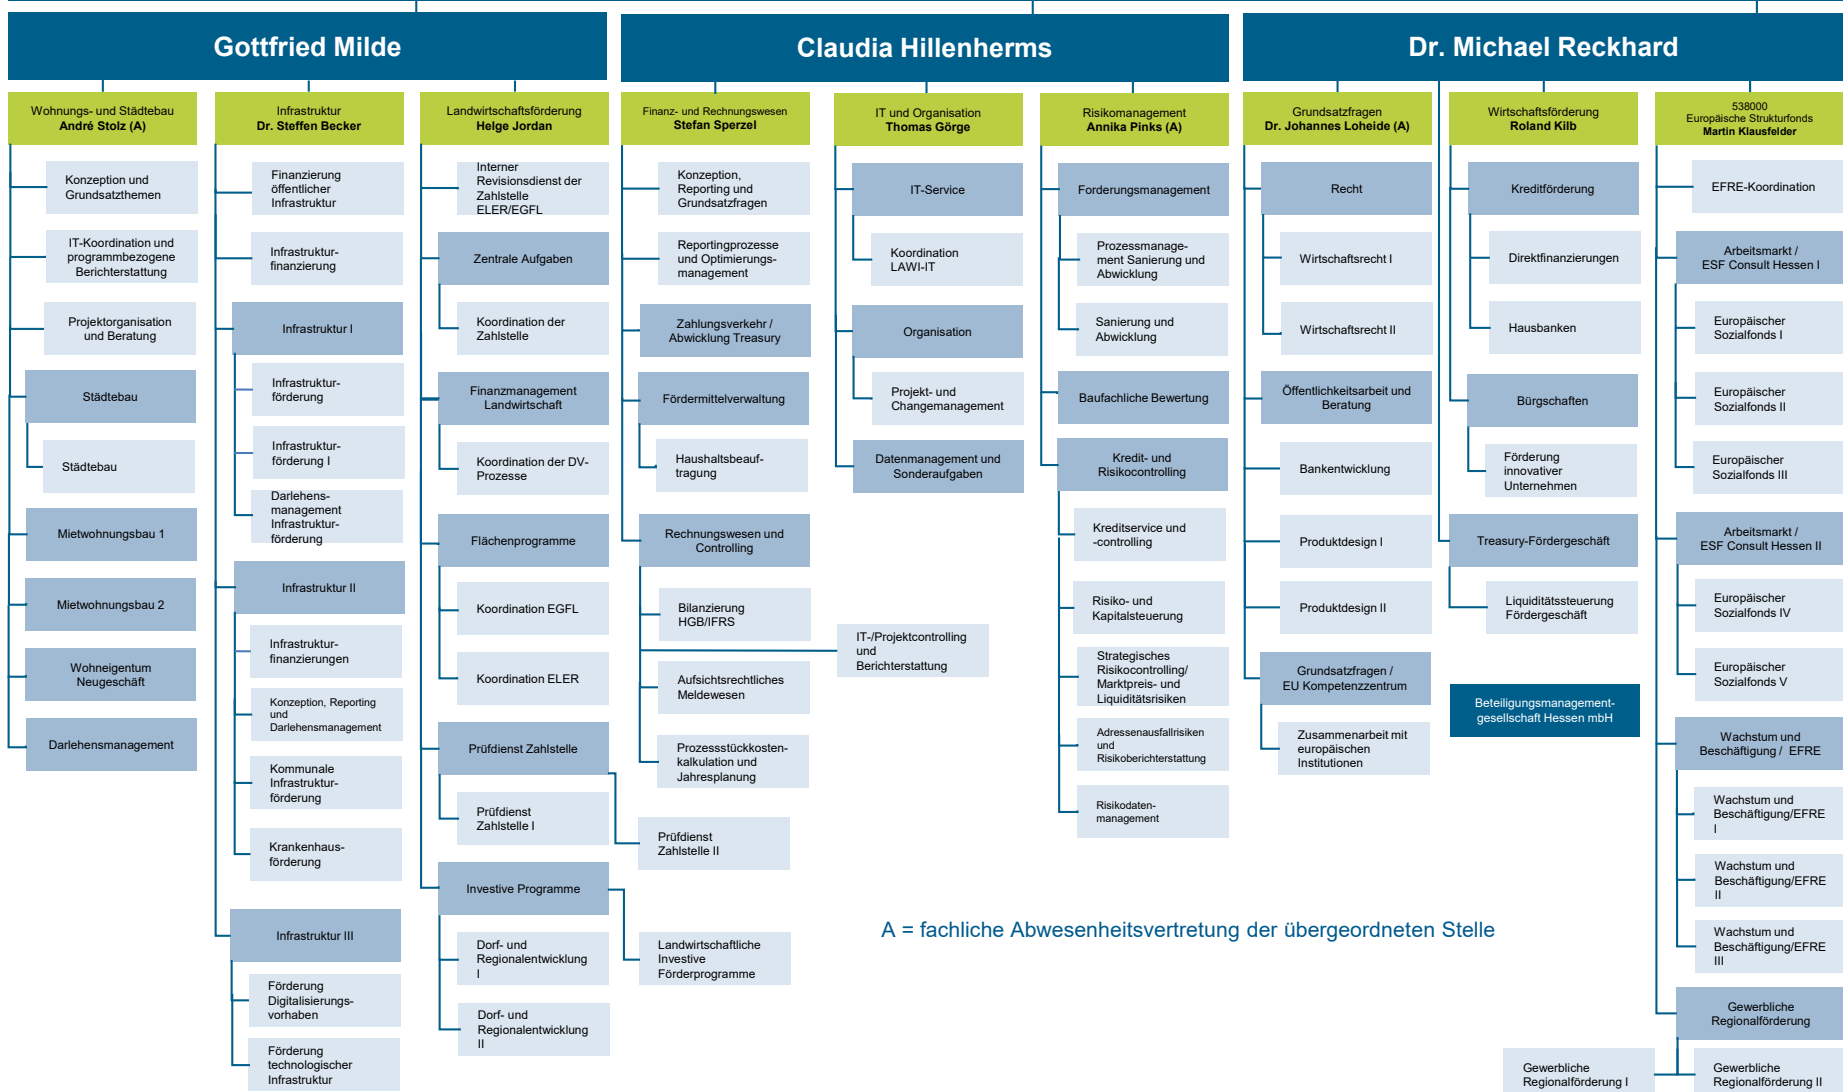 Gottfried Milde
Wohnungs- und Städtebau
André Stolz (A)
Konzeption und
Grundsatzthemen
IT-Koordination und
programmbezogene
Berichterstattung
Projektorganisation
und Beratung
Städtebau
Städtebau
Mietwohnungsbau 1
Mietwohnungsbau 2
Wohneigentum
Neugeschäft
Darlehensmanagement
Infrastruktur
Dr. Steffen Becker
Finanzierung
öffentlicher
Infrastruktur
Infrastruktur-
finanzierung
Infrastruktur I
Infrastruktur-
förderung
Infrastruktur-
förderung I
Darlehens-
management
Infrastruktur-
förderung
Infrastruktur II
Infrastruktur-
finanzierungen
Konzeption, Reporting
und
Darlehensmanagement
Kommunale
Infrastruktur-
förderung
Krankenhaus-
förderung
Infrastruktur III
Förderung
Digitalisierungs-
vorhaben
Förderung
technologischer
Infrastruktur
Landwirtschaftsförderung
Helge Jordan
Interner
Revisionsdienst der
Zahlstelle
ELER/EGFL
Zentrale Aufgaben
Koordination der
Zahlstelle
Finanzmanagement
Landwirtschaft
Koordination der DV-
Prozesse
Flächenprogramme
Koordination EGFL
Koordination ELER
Prüfdienst Zahlstelle
Prüfdienst
Zahlstelle I
Prüfdienst
Zahlstelle II
Investive Programme
Dorf- und
Regionalentwicklung
I
Landwirtschaftliche
Investive
Förderprogramme
Dorf- und
Regionalentwicklung
II
Claudia Hillenherms
Finanz- und Rechnungswesen
Stefan Sperzel
Konzeption,
Reporting und
Grundsatzfragen
Reportingprozesse
und Optimierungs-
management
Zahlungsverkehr /
Abwicklung Treasury
Fördermittelverwaltung
Haushaltsbeauf-
tragung
Rechnungswesen und
Controlling
Bilanzierung
HGB/IFRS
IT-/Projektcontrolling
und
Berichterstattung
Aufsichtsrechtliches
Meldewesen
Prozessstückkosten-
kalkulation und
Jahresplanung
IT und Organisation
Thomas Görge
IT-Service
Koordination
LAWI-IT
Organisation
Projekt- und
Changemanagement
Datenmanagement und
Sonderaufgaben
Risikomanagement
Annika Pinks (A)
Forderungsmanagement
Prozessmanage-
ment Sanierung und
Abwicklung
Sanierung und
Abwicklung
Baufachliche Bewertung
Kredit- und
Risikocontrolling
Kreditservice und
-controlling
Risiko- und
Kapitalsteuerung
Strategisches
Risikocontrolling/
Marktpreis- und
Liquiditätsrisiken
Adressenausfallrisiken
und
Risikoberichterstattung
Risikodaten-
management
Dr. Michael Reckhard
Grundsatzfragen
Dr. Johannes Loheide (A)
Recht
Wirtschaftsrecht I
Wirtschaftsrecht II
Öffentlichkeitsarbeit und
Beratung
Bankentwicklung
Produktdesign I
Produktdesign II
Grundsatzfragen /
EU Kompetenzzentrum
Zusammenarbeit mit
europäischen
Institutionen
Wirtschaftsförderung
Roland Kilb
Kreditförderung
Direktfinanzierungen
Hausbanken
Bürgschaften
Förderung
innovativer
Unternehmen
Treasury-Fördergeschäft
Liquiditätssteuerung
Fördergeschäft
Beteiligungsmanagement-
gesellschaft Hessen mbH
538000
Europäische Strukturfonds
Martin Klausfelder
EFRE-Koordination
Arbeitsmarkt /
ESF Consult Hessen I
Europäischer
Sozialfonds I
Europäischer
Sozialfonds II
Europäischer
Sozialfonds III
Arbeitsmarkt /
ESF Consult Hessen II
Europäischer
Sozialfonds IV
Europäischer
Sozialfonds V
Wachstum und
Beschäftigung / EFRE
Wachstum und
Beschäftigung/EFRE
I
Wachstum und
Beschäftigung/EFRE
II
Wachstum und
Beschäftigung/EFRE
III
Gewerbliche
Regionalförderung
Gewerbliche
Regionalförderung I
Gewerbliche
Regionalförderung II
A = fachliche Abwesenheitsvertretung der übergeordneten Stelle